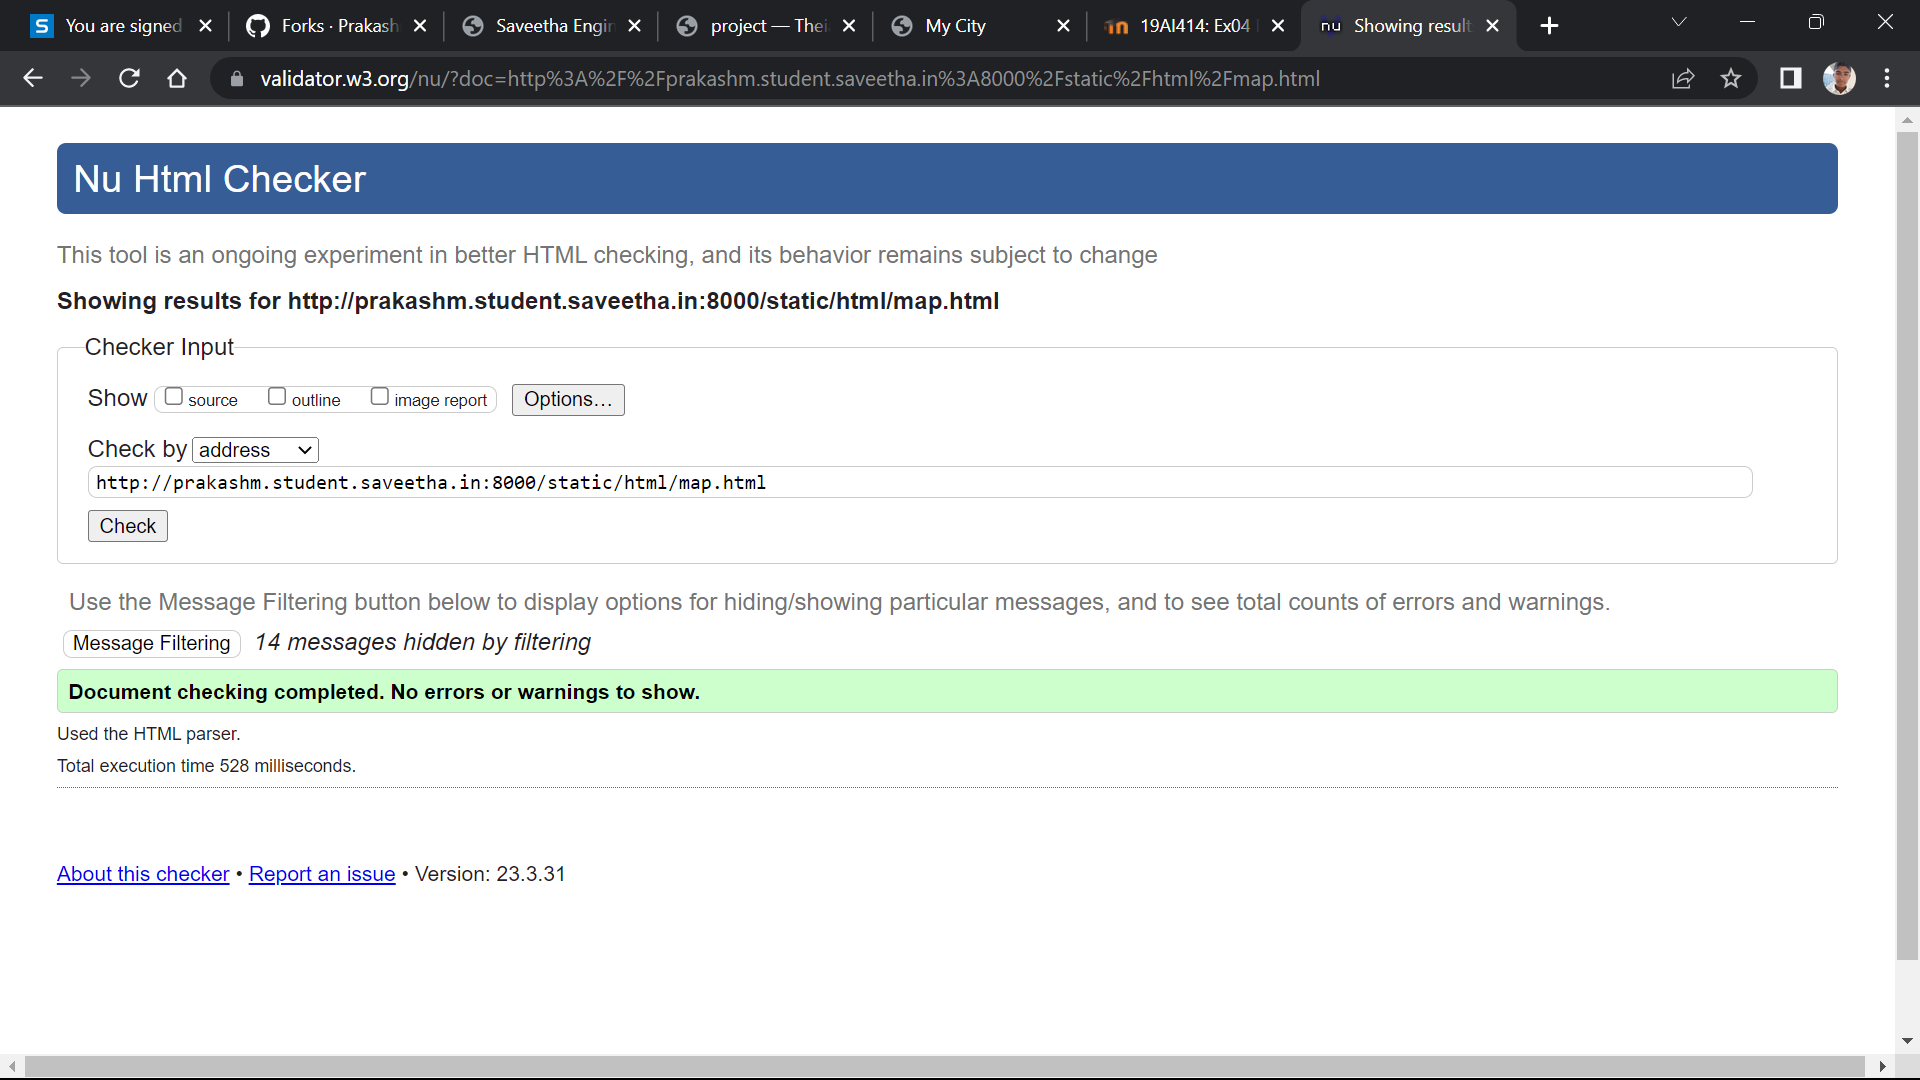 You are signed
Forks · Prakash
Saveetha Engin
project — Thei
My City
19AI414: Ex04
nu Showing result
validator.w3.org/nu/?doc=http%3A%2F%2Fprakashm.student.saveetha.in%3A8000%2Fstatic%2Fhtml%2Fmap.html
Nu Html Checker
This tool is an ongoing experiment in better HTML checking, and its behavior remains subject to change
Showing results for http://prakashm.student.saveetha.in:8000/static/html/map.html
Checker Input
Show source outline image report Options…
Check by address
http://prakashm.student.saveetha.in:8000/static/html/map.html
Check
Use the Message Filtering button below to display options for hiding/showing particular messages, and to see total counts of errors and warnings.
Message Filtering 14 messages hidden by filtering
Document checking completed. No errors or warnings to show.
Used the HTML parser.
Total execution time 528 milliseconds.
About this checker • Report an issue • Version: 23.3.31